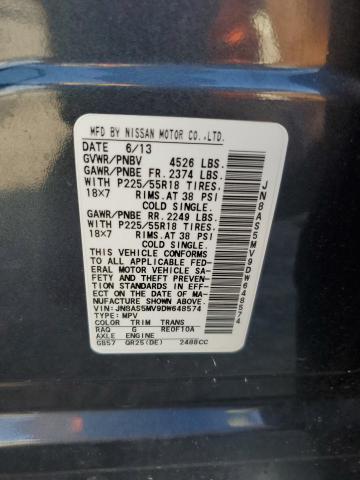 MFD BY NISSAN MOTOR CO.,LTD.
DATE 6/13
GVWR/PNBV 4526 LBS.
GAWR/PNBE FR. 2374 LBS.
WITH P225/55R18 TIRES,
18×7 RIMS.AT 38 PSI
COLD SINGLE.
GAWR/PNBE RR. 2249 LBS.
WITH P225/55R18 TIRES,
18×7 RIMS.AT 38 PSI
COLD SINGLE.
THIS VEHICLE CONFORMS
TO ALL APPLICABLE FED-
ERAL MOTOR VEHICLE SA-
FETY AND THEFT PREVEN-
TION STANDARDS IN EFF-
ECT ON THE DATE OF MA-
NUFACTURE SHOWN ABOVE.
VIN: JN8AS5MV9DW648574
TYPE: MPV
COLOR TRIM TRANS
RAQ G RE0F10A
AXLE ENGINE
GB57 QR25(DE) 2488CC
JN8AS5MV9DW648574